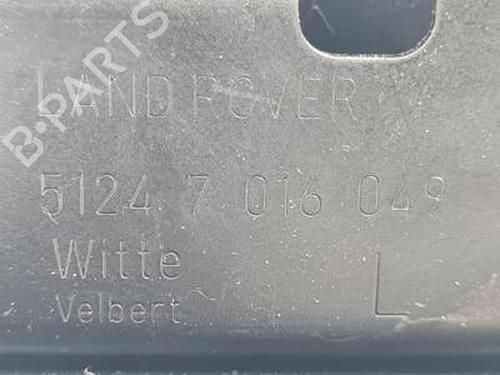 B-PARTS
LAND ROVER
5124 7 016 049
Witte
Velbert L